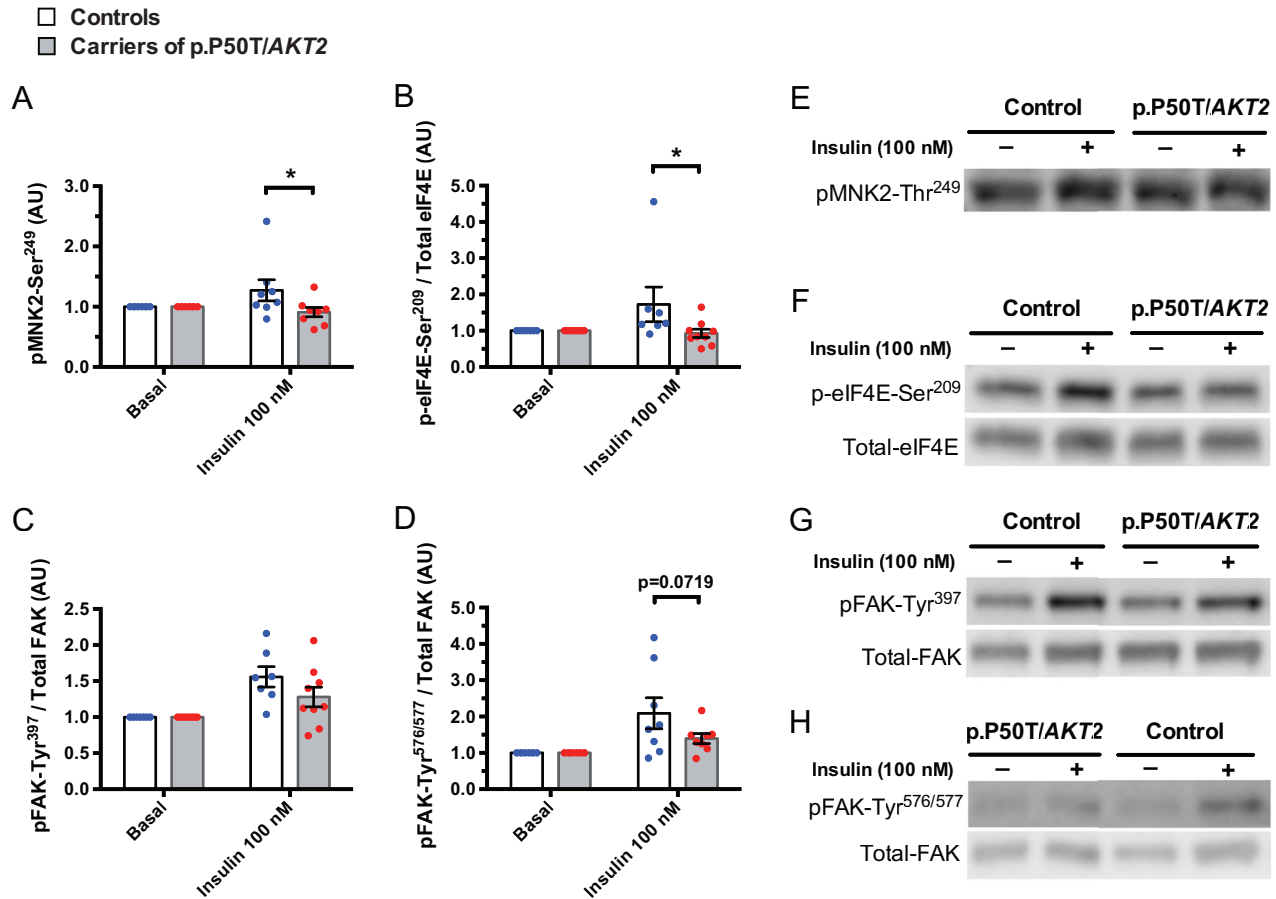 Controls
Carriers of p.P50T/AKT2
A
pMNK2-Ser249 (AU)
3.0
2.0
1.0
0.0
*
Basal
Insulin 100 nM
B
p-eIF4E-Ser209 / Total eIF4E (AU)
5.0
4.0
3.0
2.0
1.0
0.0
*
Basal
Insulin 100 nM
C
pFAK-Tyr397 / Total FAK (AU)
2.5
2.0
1.5
1.0
0.5
0.0
Basal
Insulin 100 nM
D
pFAK-Tyr576/577 / Total FAK (AU)
5.0
4.0
3.0
2.0
1.0
0.0
p=0.0719
Basal
Insulin 100 nM
E
Control p.P50T/AKT2
Insulin (100 nM) – + – +
pMNK2-Thr249
F
Control p.P50T/AKT2
Insulin (100 nM) – + – +
p-eIF4E-Ser209
Total-eIF4E
G
Control p.P50T/AKT2
Insulin (100 nM) – + – +
pFAK-Tyr397
Total-FAK
H
p.P50T/AKT2 Control
Insulin (100 nM) – + – +
pFAK-Tyr576/577
Total-FAK